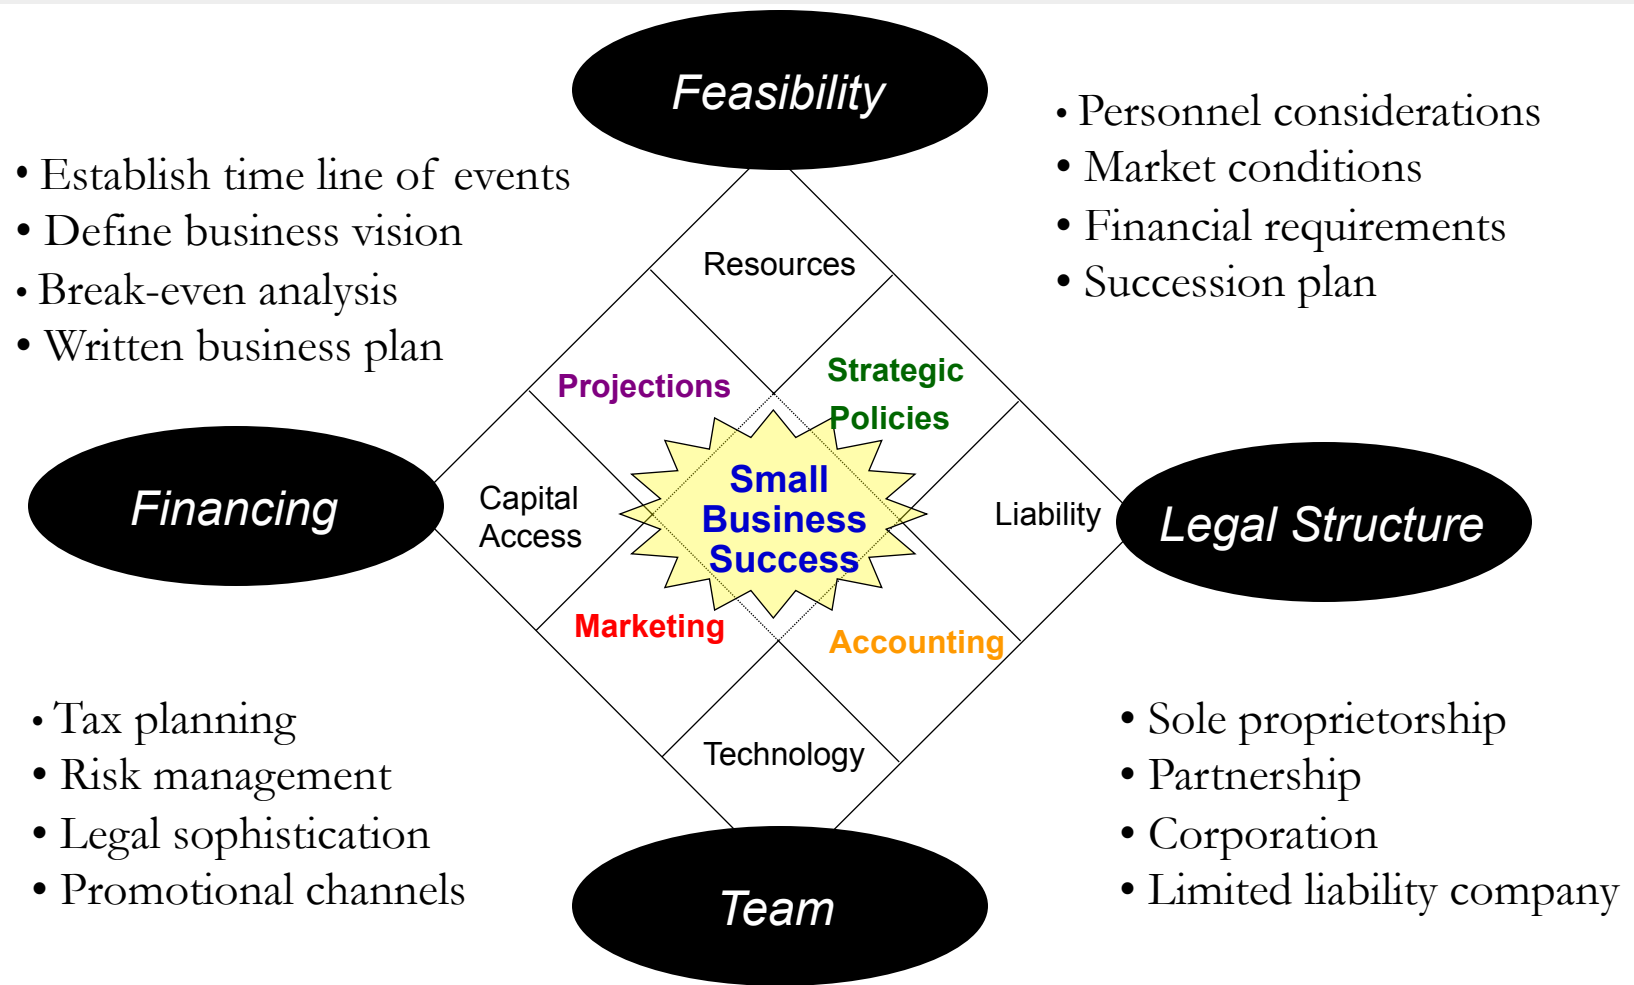 Feasibility
• Personnel considerations
• Market conditions
• Financial requirements
• Succession plan
• Establish time line of events
• Define business vision
• Break-even analysis
• Written business plan
Resources
Projections
Strategic
Policies
Financing
Capital
Access
Small
Business
Success
Liability
Legal Structure
Marketing
Accounting
Technology
• Tax planning
• Risk management
• Legal sophistication
• Promotional channels
• Sole proprietorship
• Partnership
• Corporation
• Limited liability company
Team